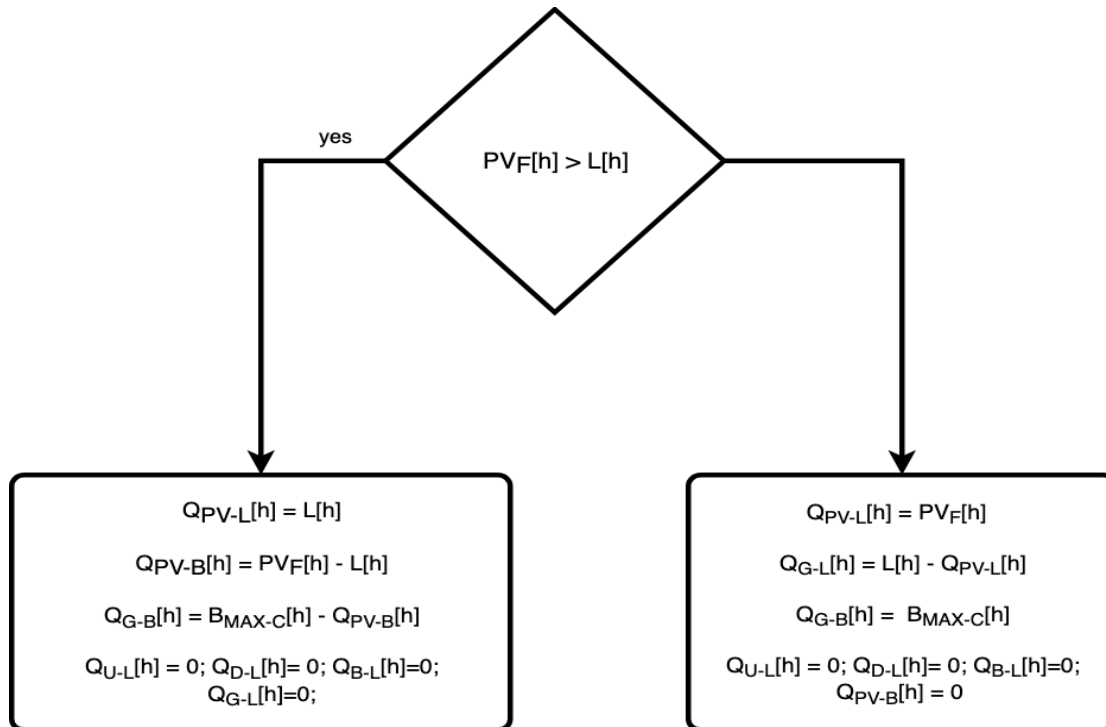 yes
PVF[h] > L[h]
QPV-L[h] = L[h]
QPV-B[h] = PVF[h] - L[h]
QG-B[h] = BMAX-C[h] - QPV-B[h]
QU-L[h] = 0; QD-L[h]= 0; QB-L[h]=0;
QG-L[h]=0;
QPV-L[h] = PVF[h]
QG-L[h] = L[h] - QPV-L[h]
QG-B[h] =  BMAX-C[h]
QU-L[h] = 0; QD-L[h]= 0; QB-L[h]=0;
QPV-B[h] = 0